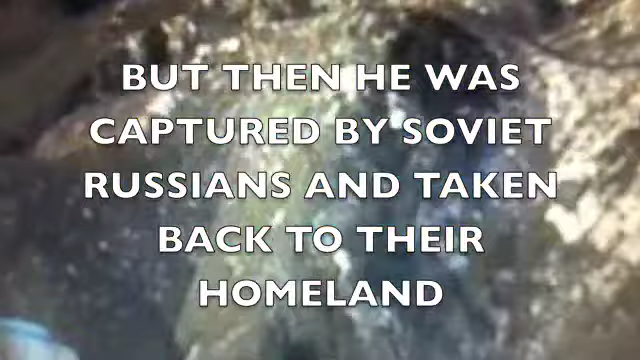 BUT THEN HE WAS
CAPTURED BY SOVIET
RUSSIANS AND TAKEN
BACK TO THEIR
HOMELAND